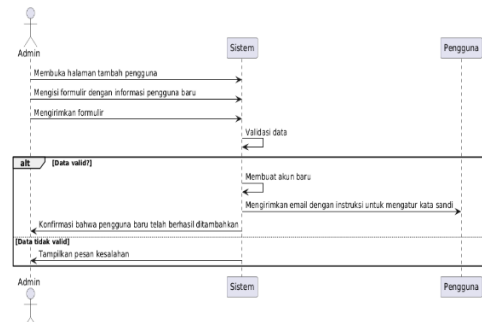 Admin
Sistem
Pengguna
Membuka halaman tambah pengguna
Mengisi formulir dengan informasi pengguna baru
Mengirimkan formulir
Validasi data
alt [Data valid?]
Membuat akun baru
Mengirimkan email dengan instruksi untuk mengatur kata sandi
Konfirmasi bahwa pengguna baru telah berhasil ditambahkan
[Data tidak valid]
Tampilkan pesan kesalahan
Admin
Sistem
Pengguna